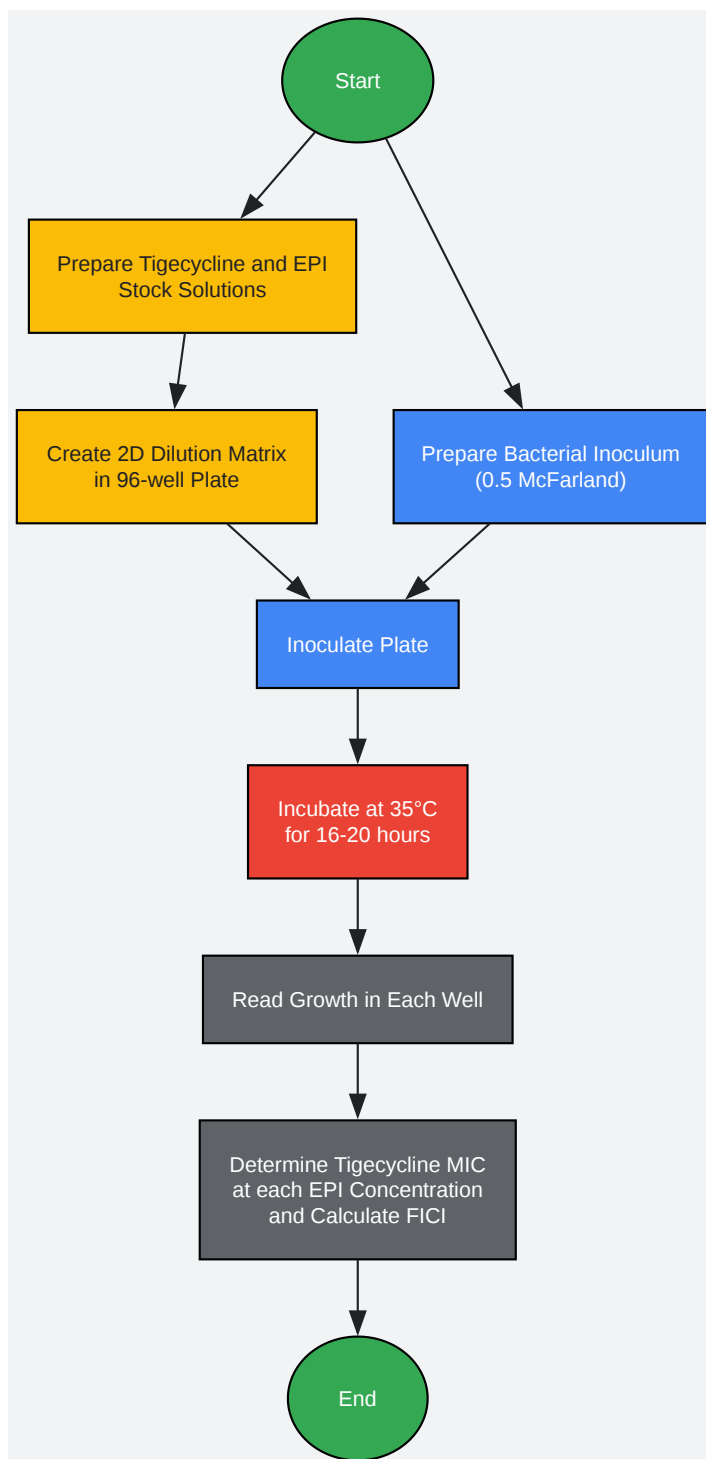 Start
Prepare Tigecycline and EPI
Stock Solutions
Create 2D Dilution Matrix
in 96-well Plate
Prepare Bacterial Inoculum
(0.5 McFarland)
Inoculate Plate
Incubate at 35°C
for 16-20 hours
Read Growth in Each Well
Determine Tigecycline MIC
at each EPI Concentration
and Calculate FICI
End